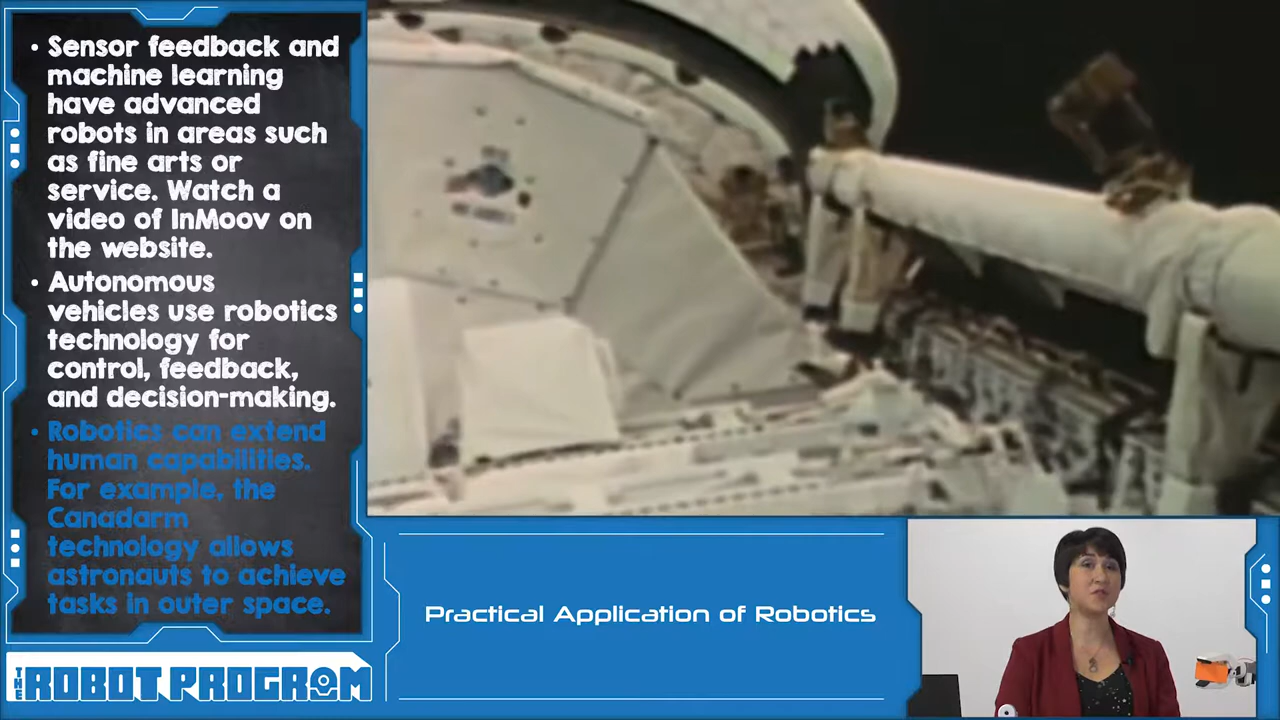 • Sensor feedback and
machine learning
have advanced
robots in areas such
as fine arts or
service. Watch a
video of InMoov on
the website.
• Autonomous
vehicles use robotics
technology for
control, feedback,
and decision-making.
• Robotics can extend
human capabilities.
For example, the
Canadarm
technology allows
astronauts to achieve
tasks in outer space.
Practical Application of Robotics
THE ROBOT PROGRAM